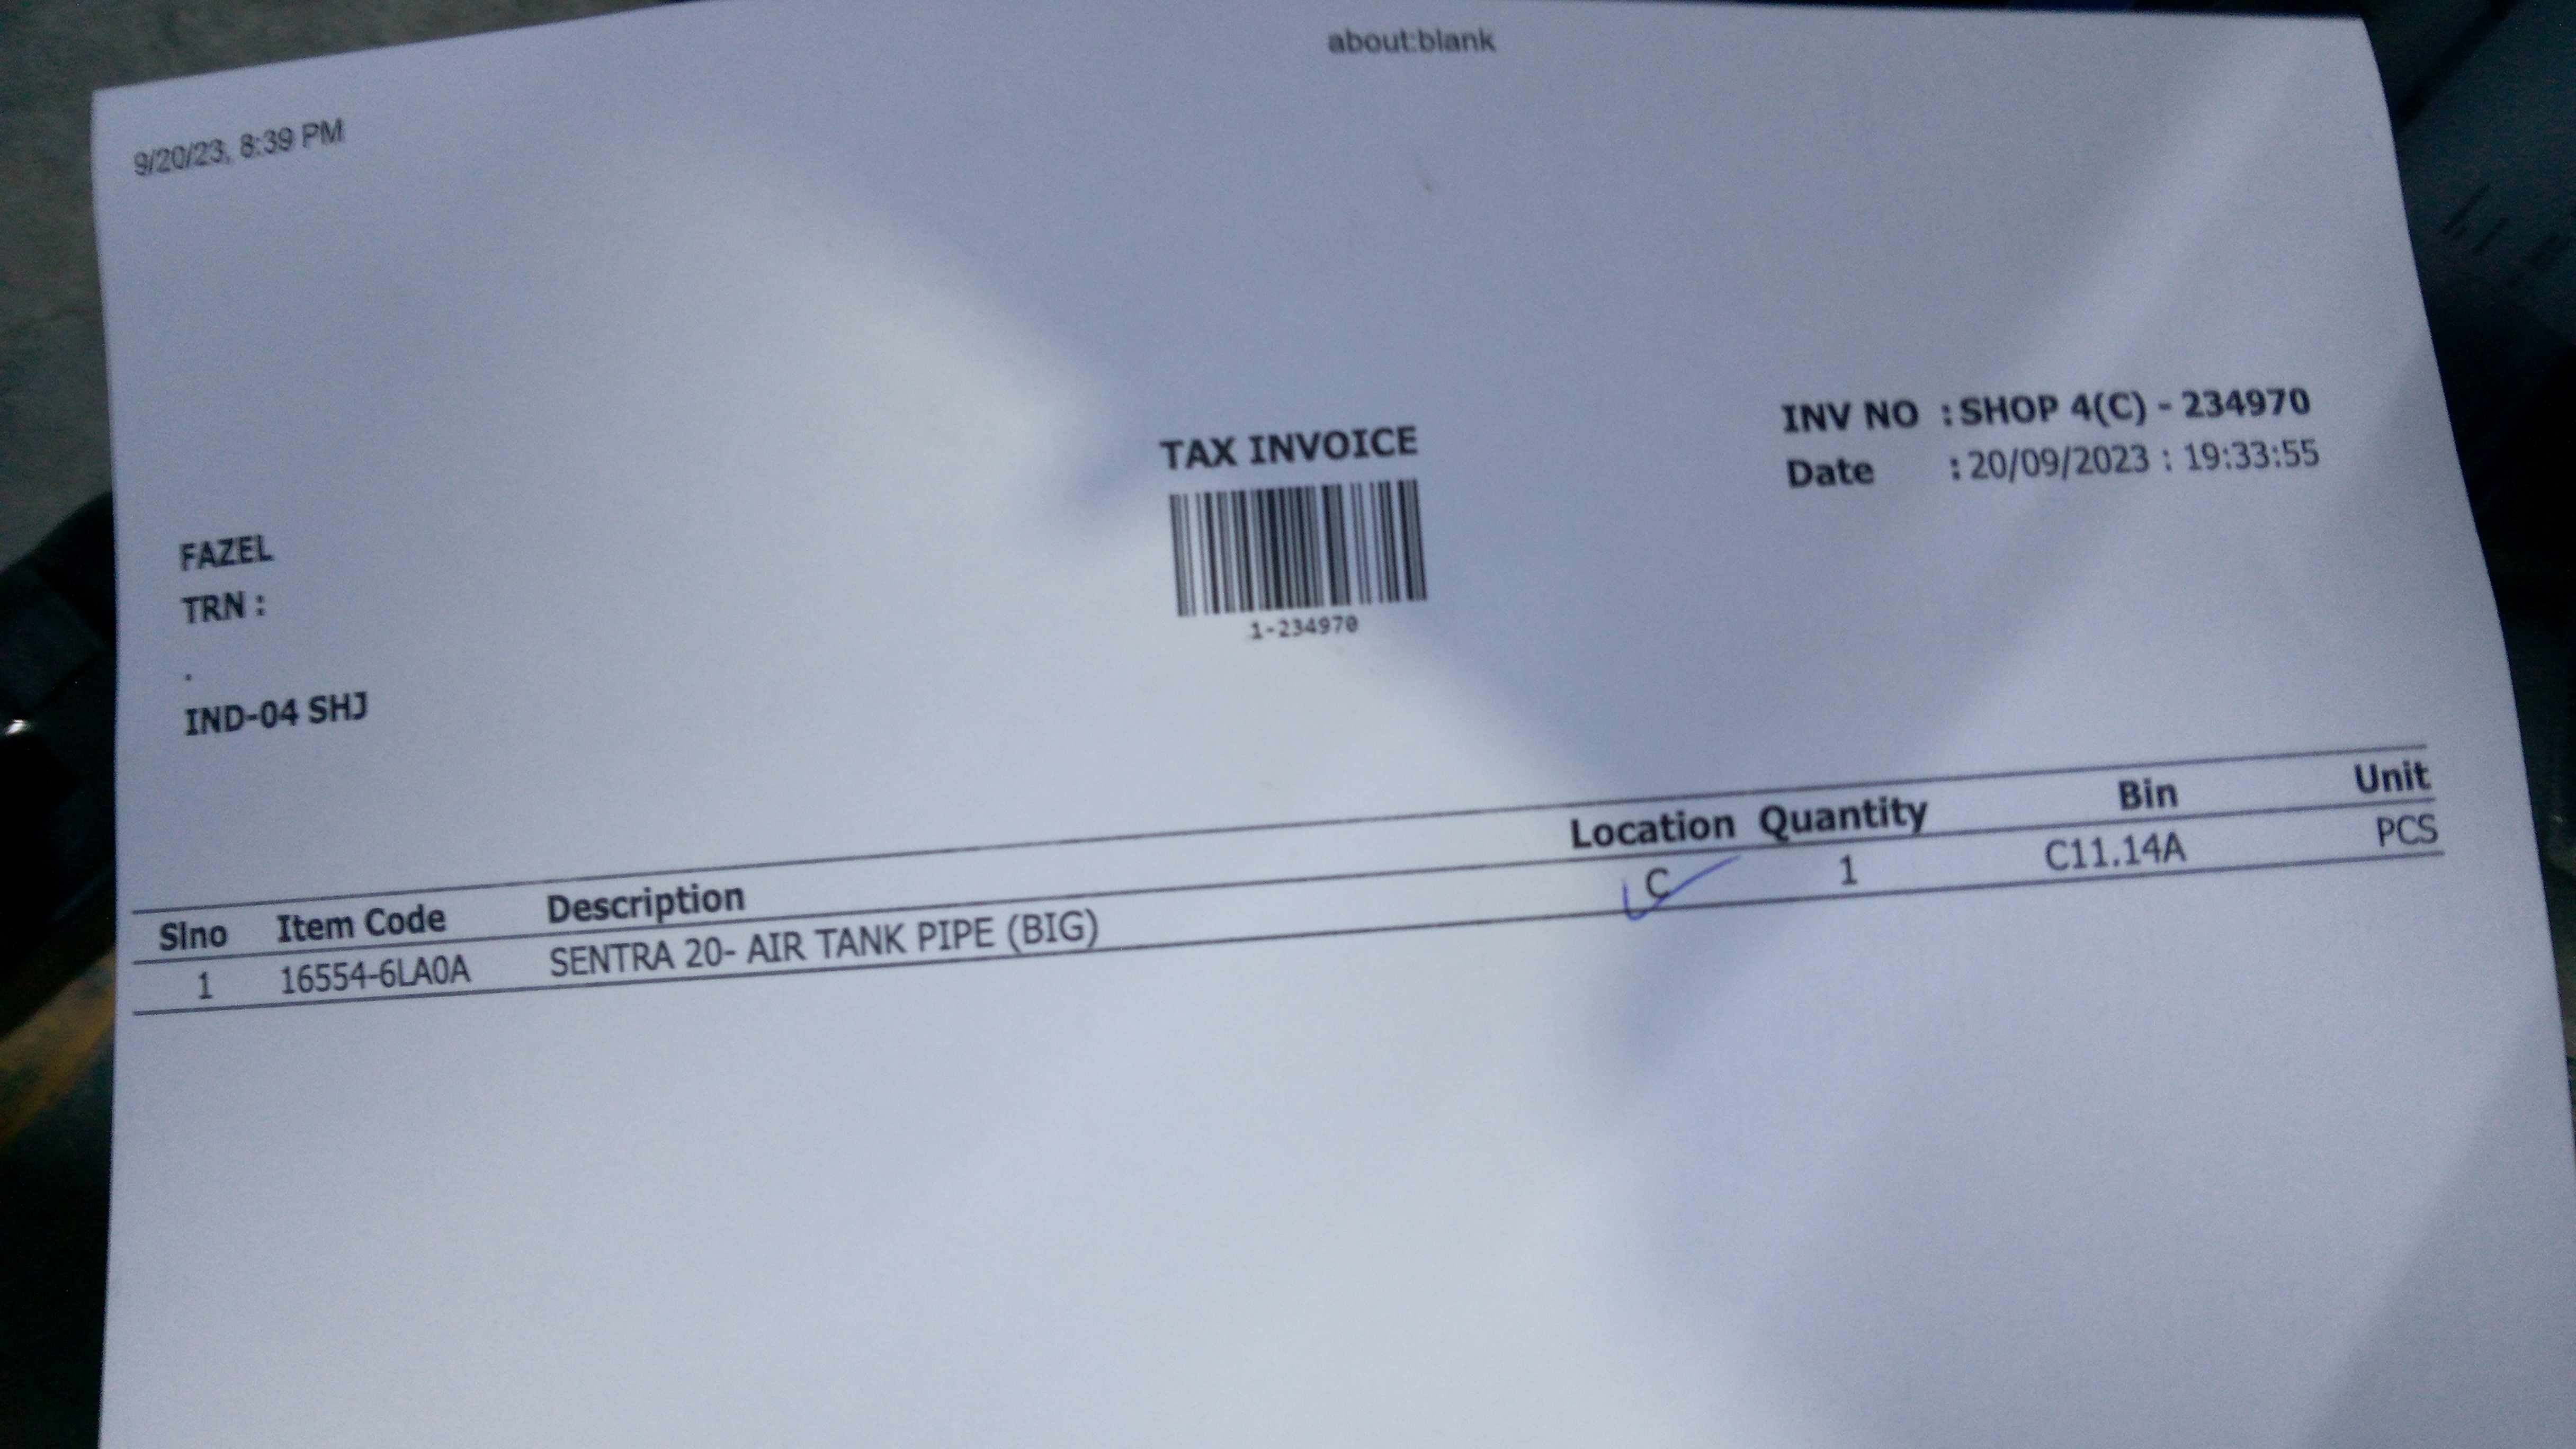 about:blank
9/20/23, 8:39 PM
INV NO : SHOP 4(C) - 234970
Date : 20/09/2023 : 19:33:55
TAX INVOICE
1-234970
FAZEL
TRN :
.
IND-04 SHJ
Slno Item Code Description Location Quantity Bin Unit
1 16554-6LA0A SENTRA 20- AIR TANK PIPE (BIG) C 1 C11.14A PCS